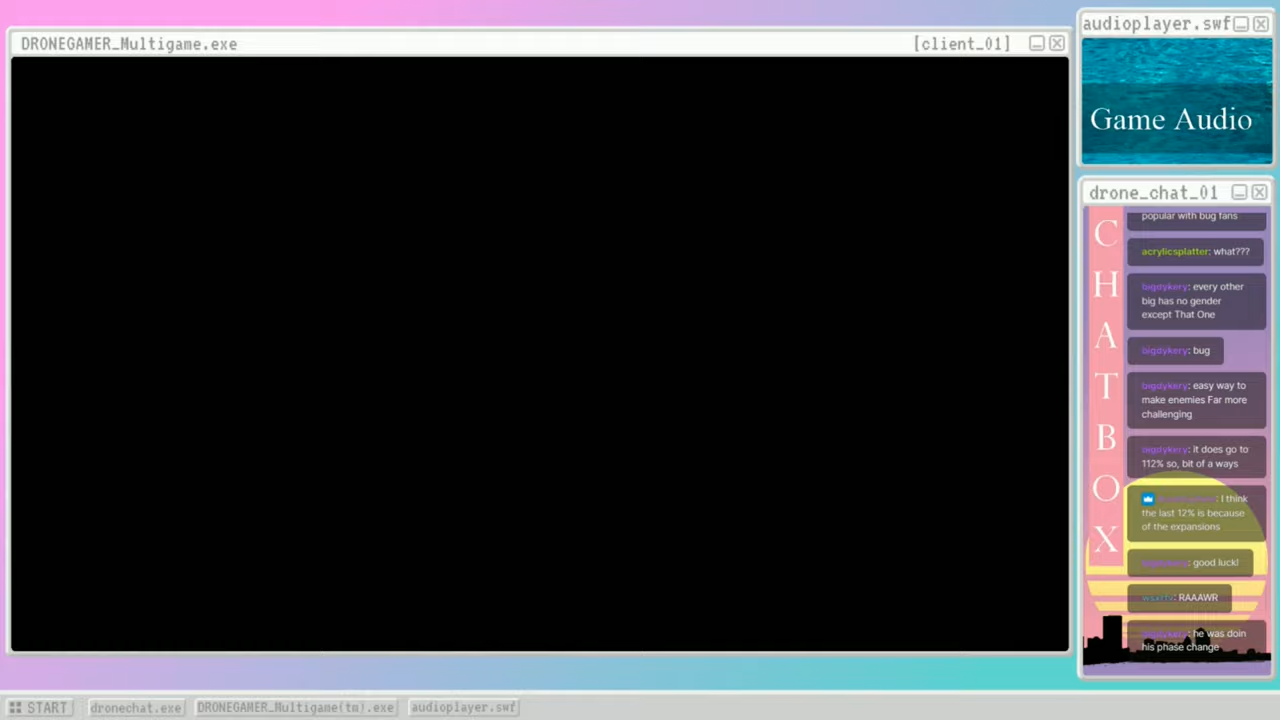 DRONEGAMER_Multigame.exe
[client_01]
audioplayer.swf
Game Audio
drone_chat_01
CHATBOX
popular with bug fans
acrylicsplatter: what???
bigdykery: every other
big has no gender
except That One
bigdykery: bug
bigdykery: easy way to
make enemies Far more
challenging
bigdykery: it does go to
112% so, bit of a ways
: I think
the last 12% is because
of the expansions
bigdykery: good luck!
: RAAAWR
bigdykery: he was doin
his phase change
START
dronechat.exe
DRONEGAMER_Multigame(tm).exe
audioplayer.swf